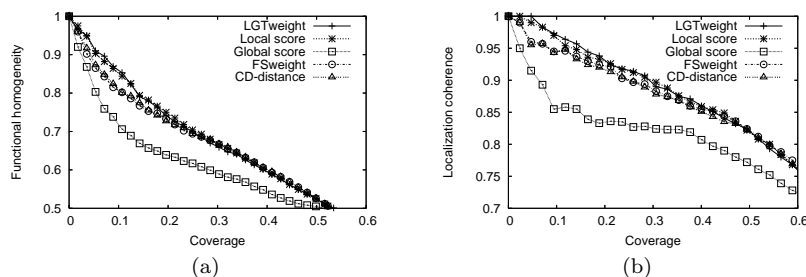 LGTweight
Local score
Global score
FSweight
CD-distance
1
0.9
0.8
0.7
0.6
0.5
Functional homogeneity
0 0.1 0.2 0.3 0.4 0.5 0.6
Coverage
(a)
LGTweight
Local score
Global score
FSweight
CD-distance
1
0.95
0.9
0.85
0.8
0.75
0.7
Localization coherence
0 0.1 0.2 0.3 0.4 0.5 0.6
Coverage
(b)